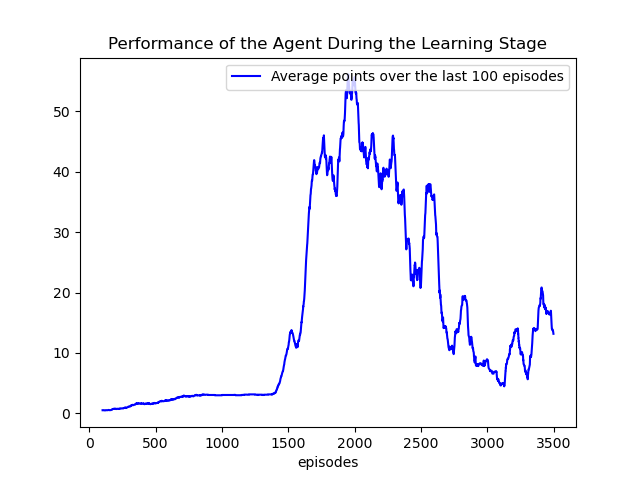 Performance of the Agent During the Learning Stage
Average points over the last 100 episodes
50
40
30
20
10
0
0 500 1000 1500 2000 2500 3000 3500
episodes